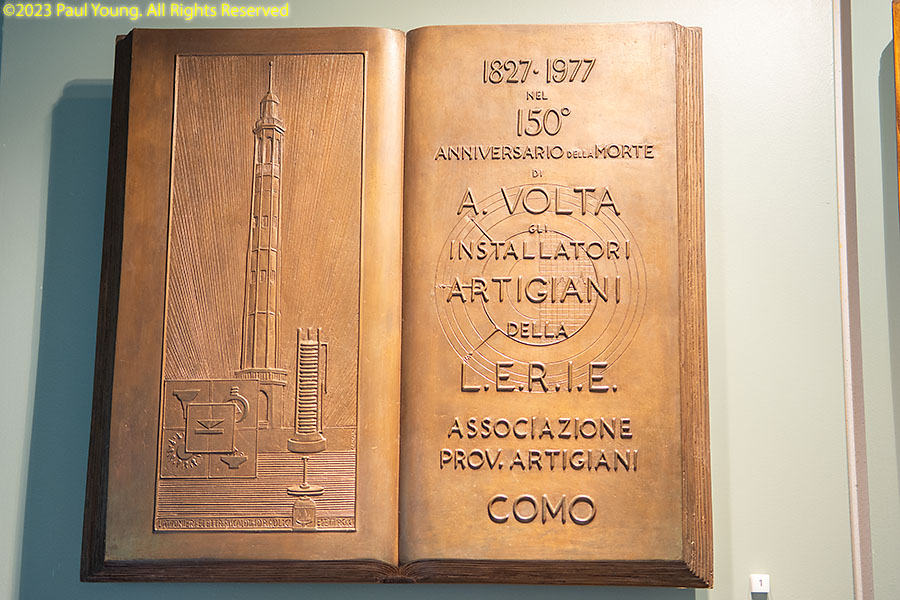 ©2023 Paul Young. All Rights Reserved
1827·1977
NEL
150°
ANNIVERSARIO DELLA MORTE
DI
A. VOLTA
GLI
INSTALLATORI
ARTIGIANI
DELLA
L.E.R.I.E.
ASSOCIAZIONE
PROV. ARTIGIANI
COMO
1